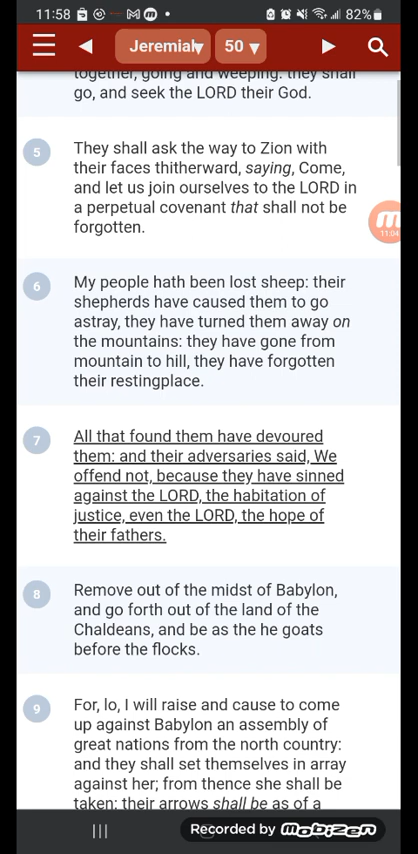 11:58 82%
Jeremiah 50
together, going and weeping: they shall
go, and seek the LORD their God.
5 They shall ask the way to Zion with
their faces thitherward, saying, Come,
and let us join ourselves to the LORD in
a perpetual covenant that shall not be
forgotten.
11:04
6 My people hath been lost sheep: their
shepherds have caused them to go
astray, they have turned them away on
the mountains: they have gone from
mountain to hill, they have forgotten
their restingplace.
7 All that found them have devoured
them: and their adversaries said, We
offend not, because they have sinned
against the LORD, the habitation of
justice, even the LORD, the hope of
their fathers.
8 Remove out of the midst of Babylon,
and go forth out of the land of the
Chaldeans, and be as the he goats
before the flocks.
9 For, lo, I will raise and cause to come
up against Babylon an assembly of
great nations from the north country:
and they shall set themselves in array
against her; from thence she shall be
taken: their arrows shall be as of a
Recorded by mobizen